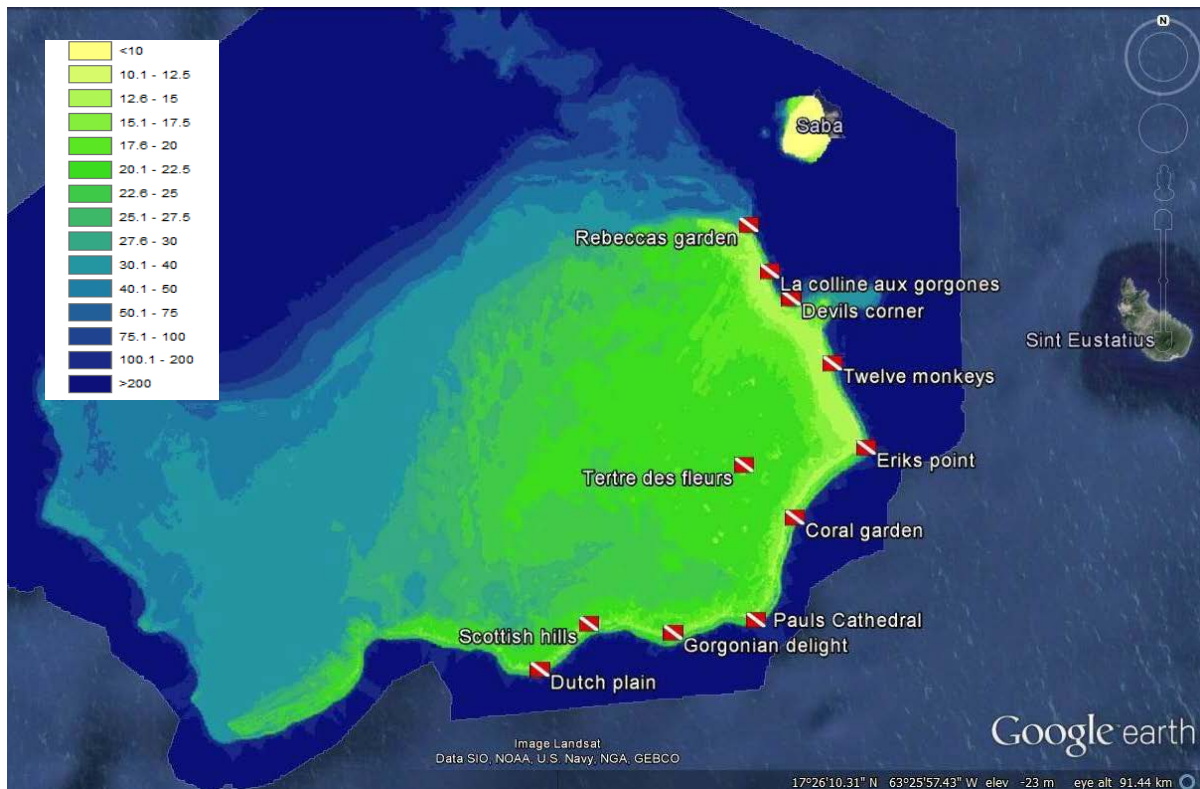 <10
10.1 - 12.5
12.6 - 15
15.1 - 17.5
17.6 - 20
20.1 - 22.5
22.6 - 25
25.1 - 27.5
27.6 - 30
30.1 - 40
40.1 - 50
50.1 - 75
75.1 - 100
100.1 - 200
>200
N
Saba
Rebeccas garden
La colline aux gorgones
Devils corner
Sint Eustatius
Twelve monkeys
Eriks point
Tertre des fleurs
Coral garden
Pauls Cathedral
Scottish hills
Gorgonian delight
Dutch plain
Google earth
Image Landsat
Data SIO, NOAA, U.S. Navy, NGA, GEBCO
17°26'10.31" N 63°25'57.43" W elev -23 m eye alt 91.44 km